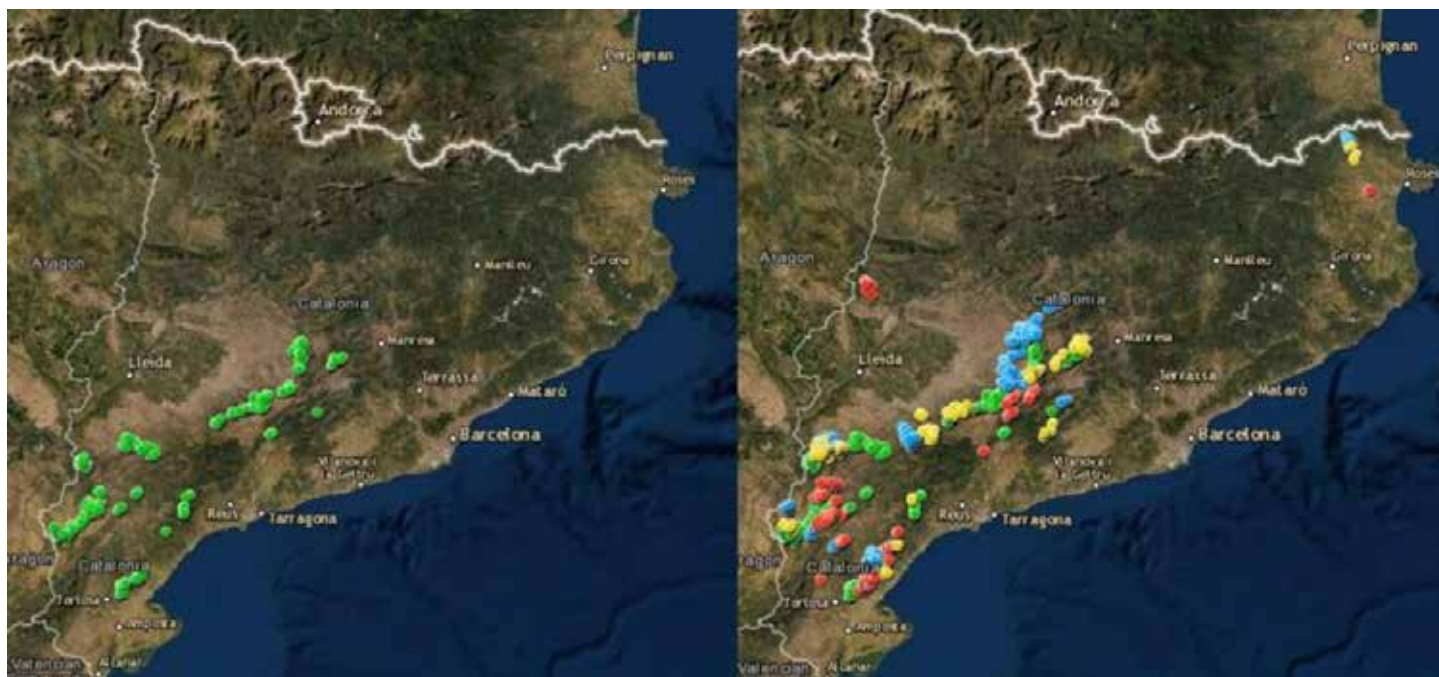 Perpignan
Andorra
Roses
Aragon
Manlleu
Girona
Catalonia
Lleida
Manresa
Terrassa
Mataró
Barcelona
Vilanova i
la Geltrú
Reus
Tarragona
Aragon
Catalonia
Tortosa
Amposta
Valencian
Alcanar
Perpignan
Andorra
Roses
Aragon
Manlleu
Girona
Catalonia
Lleida
Manresa
Terrassa
Mataró
Barcelona
Vilanova i
la Geltrú
Reus
Tarragona
Aragon
Catalonia
Tortosa
Amposta
Valencian
Alcanar